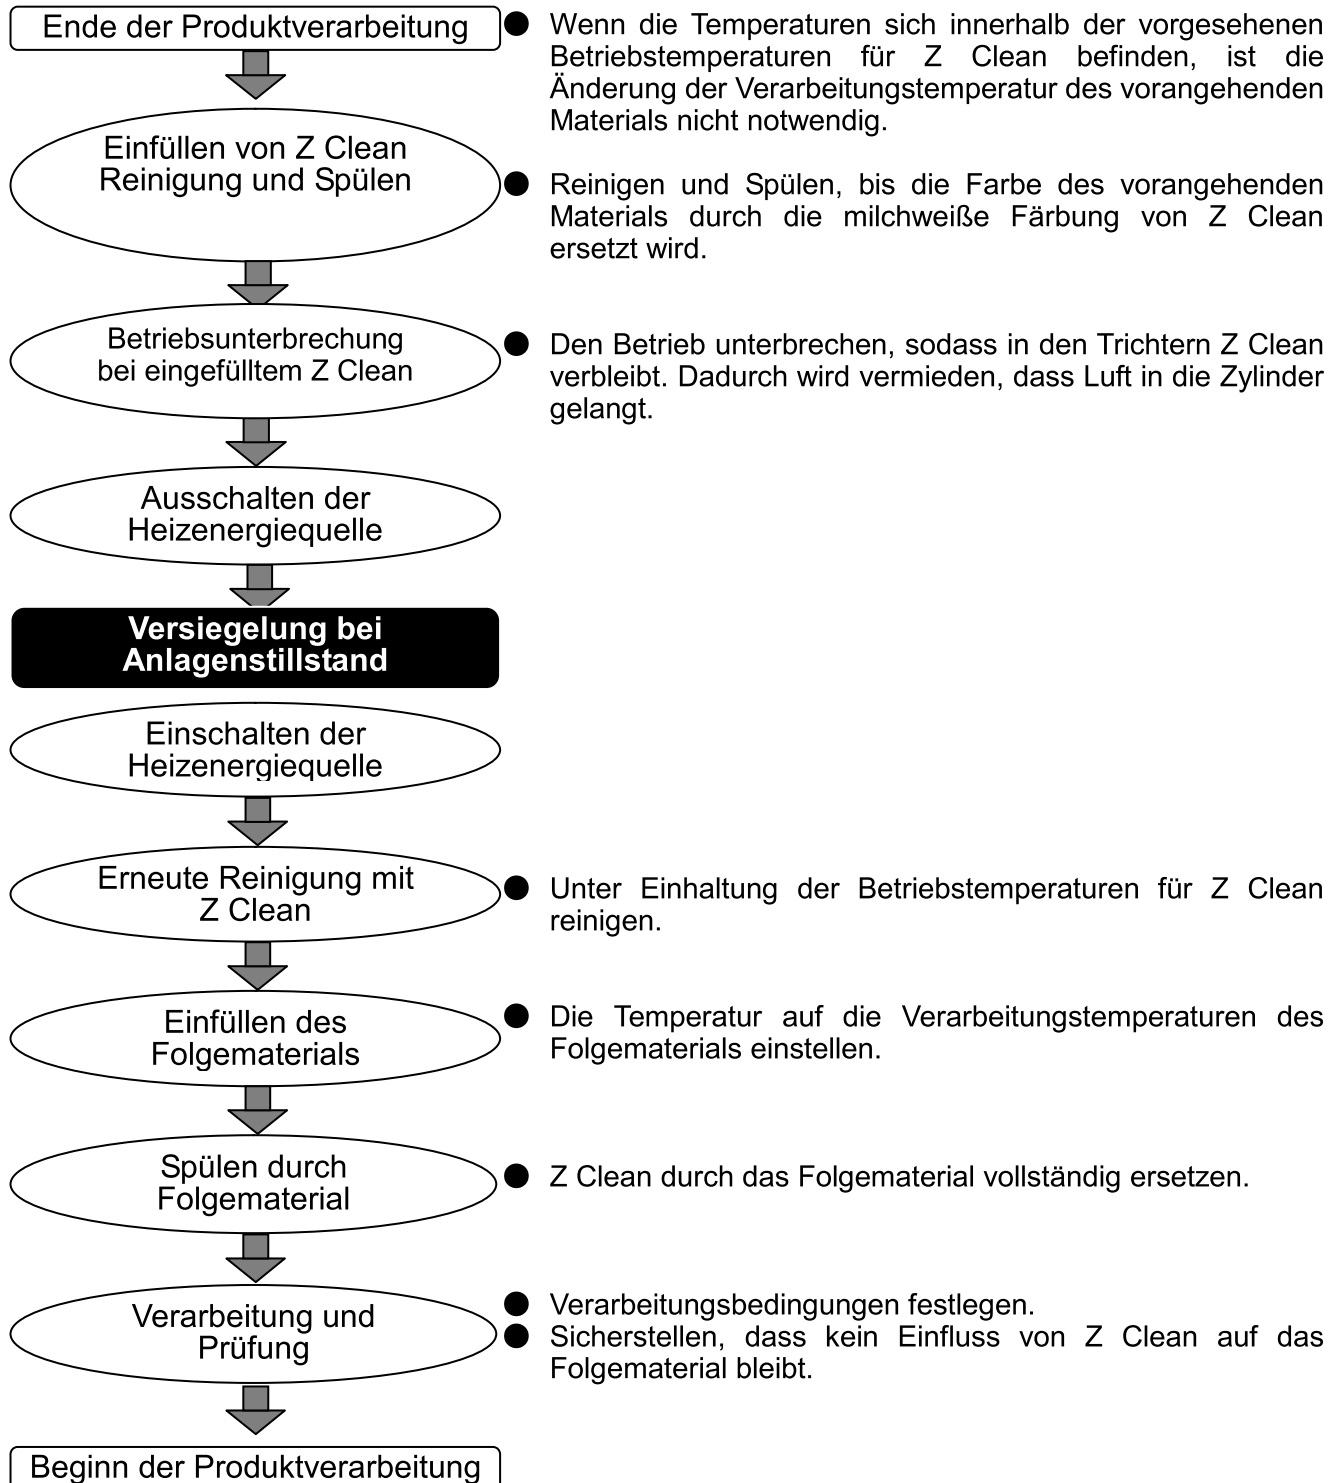 Ende der Produktverarbeitung
● Wenn die Temperaturen sich innerhalb der vorgesehenen
Betriebstemperaturen für Z Clean befinden, ist die
Änderung der Verarbeitungstemperatur des vorangehenden
Materials nicht notwendig.
Einfüllen von Z Clean
Reinigung und Spülen
● Reinigen und Spülen, bis die Farbe des vorangehenden
Materials durch die milchweiße Färbung von Z Clean
ersetzt wird.
Betriebsunterbrechung
bei eingefülltem Z Clean
● Den Betrieb unterbrechen, sodass in den Trichtern Z Clean
verbleibt. Dadurch wird vermieden, dass Luft in die Zylinder
gelangt.
Ausschalten der
Heizenergiequelle
Versiegelung bei
Anlagenstillstand
Einschalten der
Heizenergiequelle
Erneute Reinigung mit
Z Clean
● Unter Einhaltung der Betriebstemperaturen für Z Clean
reinigen.
Einfüllen des
Folgematerials
● Die Temperatur auf die Verarbeitungstemperaturen des
Folgematerials einstellen.
Spülen durch
Folgematerial
● Z Clean durch das Folgematerial vollständig ersetzen.
Verarbeitung und
Prüfung
● Verarbeitungsbedingungen festlegen.
● Sicherstellen, dass kein Einfluss von Z Clean auf das
Folgematerial bleibt.
Beginn der Produktverarbeitung